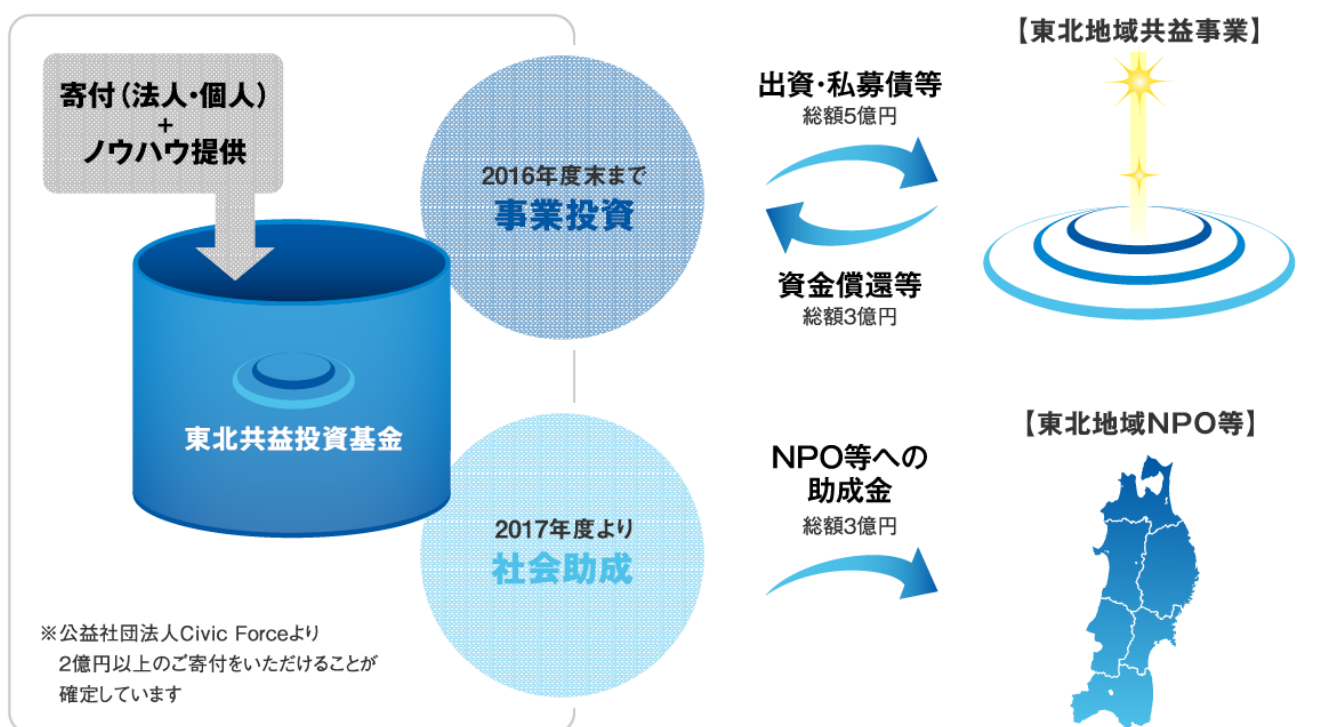 寄付(法人・個人)
+
ノウハウ提供
東北共益投資基金
※公益社団法人Civic Forceより
2億円以上のご寄付をいただけることが
確定しています
2016年度末まで
事業投資
2017年度より
社会助成
出資・私募債等
総額5億円
資金償還等
総額3億円
【東北地域共益事業】
NPO等への
助成金
総額3億円
【東北地域NPO等】